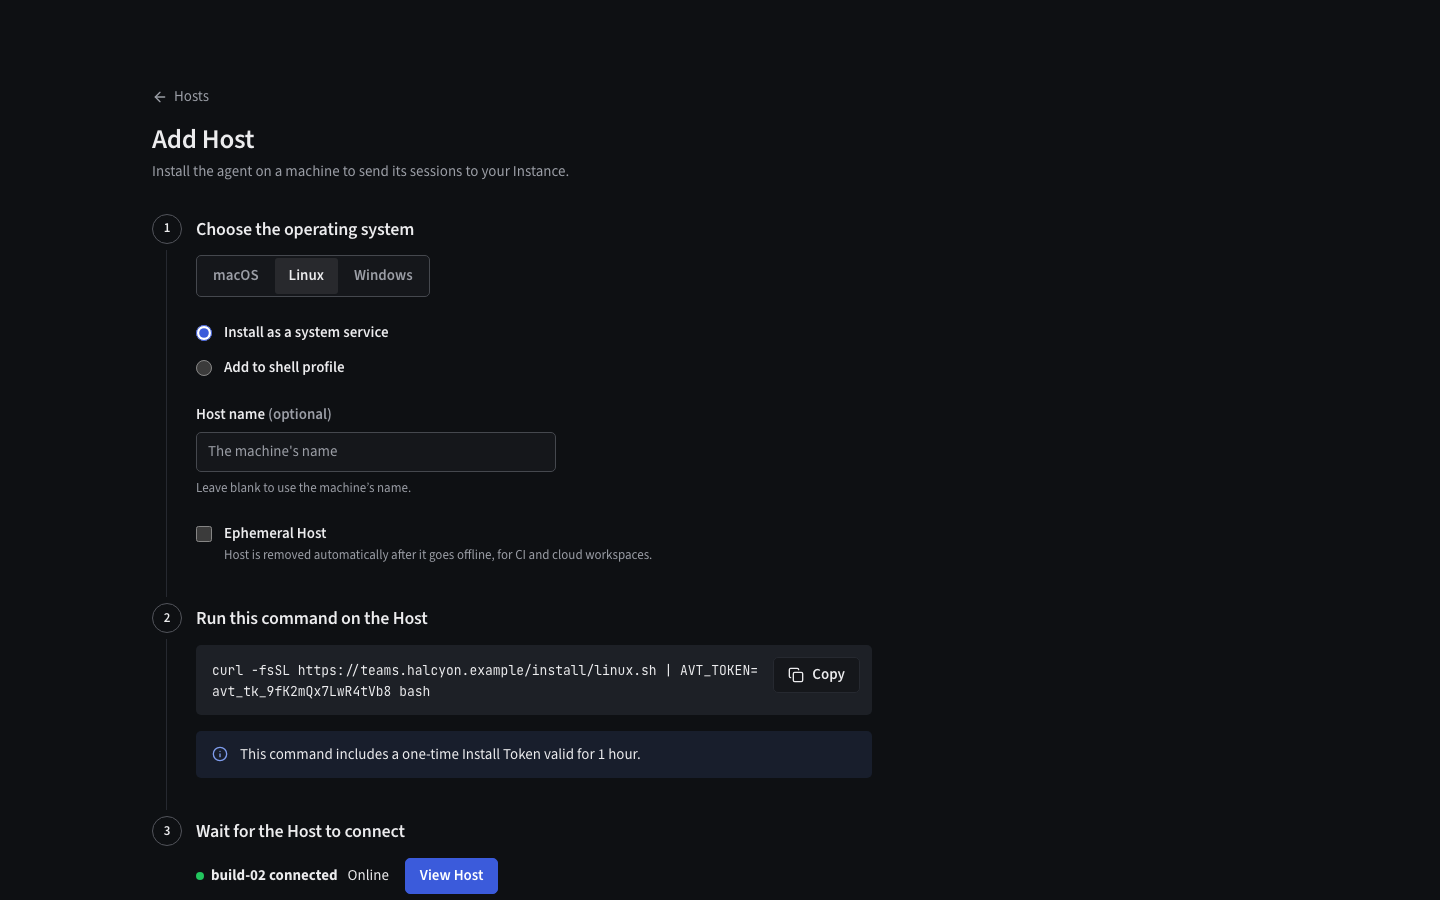 Hosts
Add Host
Install the agent on a machine to send its sessions to your Instance.
1
Choose the operating system
macOS Linux Windows
Install as a system service
Add to shell profile
Host name (optional)
The machine's name
Leave blank to use the machine’s name.
Ephemeral Host
Host is removed automatically after it goes offline, for CI and cloud workspaces.
2
Run this command on the Host
curl -fsSL https://teams.halcyon.example/install/linux.sh | AVT_TOKEN=
avt_tk_9fK2mQx7LwR4tVb8 bash
Copy
This command includes a one-time Install Token valid for 1 hour.
3
Wait for the Host to connect
build-02 connected Online View Host